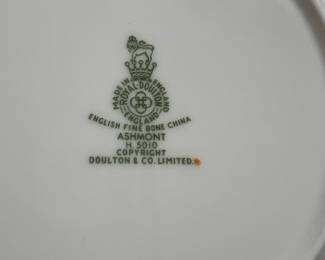 MADE IN ENGLAND
ROYAL DOULTON
ENGLAND
ENGLISH FINE BONE CHINA
ASHMONT
H. 5010
COPYRIGHT
DOULTON & CO. LIMITED.